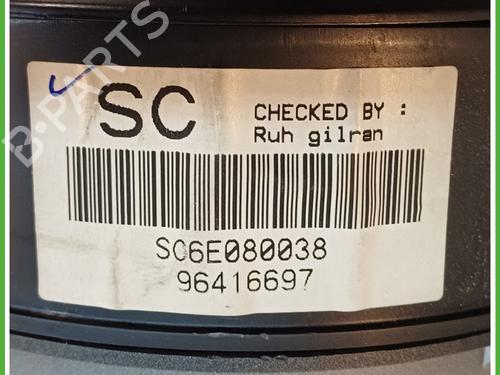 SC
CHECKED BY :
Ruh gilran
SC6E080038
96416697
B-PARTS